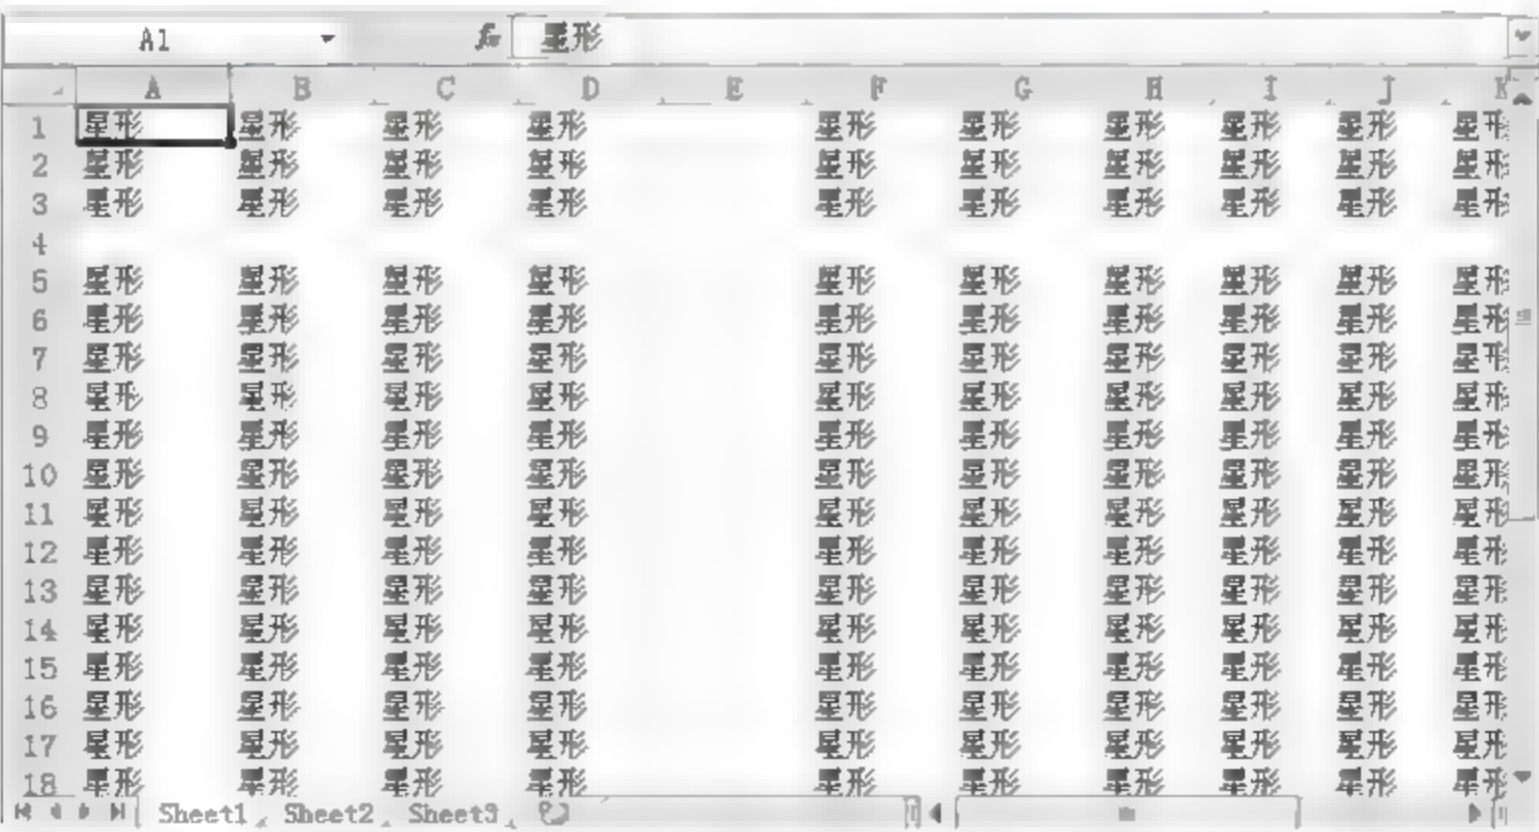 A1 fx 星形
A B C D E F G H I J K
1 星形 星形 星形 星形 星形 星形 星形 星形 星形 星形
2 星形 星形 星形 星形 星形 星形 星形 星形 星形 星形
3 星形 星形 星形 星形 星形 星形 星形 星形 星形 星形
4
5 星形 星形 星形 星形 星形 星形 星形 星形 星形 星形
6 星形 星形 星形 星形 星形 星形 星形 星形 星形 星形
7 星形 星形 星形 星形 星形 星形 星形 星形 星形 星形
8 星形 星形 星形 星形 星形 星形 星形 星形 星形 星形
9 星形 星形 星形 星形 星形 星形 星形 星形 星形 星形
10 星形 星形 星形 星形 星形 星形 星形 星形 星形 星形
11 星形 星形 星形 星形 星形 星形 星形 星形 星形 星形
12 星形 星形 星形 星形 星形 星形 星形 星形 星形 星形
13 星形 星形 星形 星形 星形 星形 星形 星形 星形 星形
14 星形 星形 星形 星形 星形 星形 星形 星形 星形 星形
15 星形 星形 星形 星形 星形 星形 星形 星形 星形 星形
16 星形 星形 星形 星形 星形 星形 星形 星形 星形 星形
17 星形 星形 星形 星形 星形 星形 星形 星形 星形 星形
18 星形 星形 星形 星形 星形 星形 星形 星形 星形 星形
Sheet1 Sheet2 Sheet3